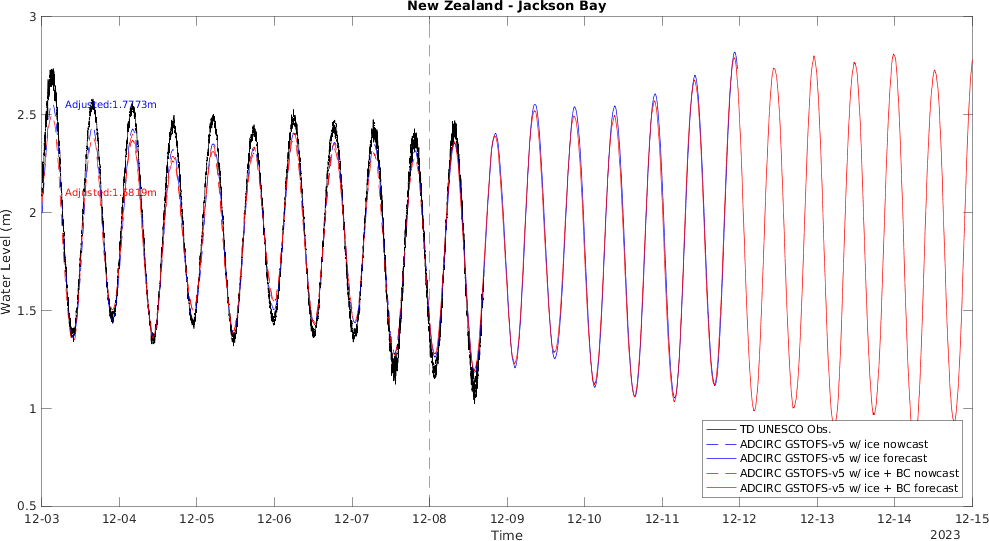 New Zealand - Jackson Bay
3
2.5
2
1.5
1
0.5
Water Level (m)
Adjusted:1.7773m
Adjusted:1.6819m
TD UNESCO Obs.
ADCIRC GSTOFS-v5 w/ ice nowcast
ADCIRC GSTOFS-v5 w/ ice forecast
ADCIRC GSTOFS-v5 w/ ice + BC nowcast
ADCIRC GSTOFS-v5 w/ ice + BC forecast
12-03 12-04 12-05 12-06 12-07 12-08 12-09 12-10 12-11 12-12 12-13 12-14 12-15
Time
2023